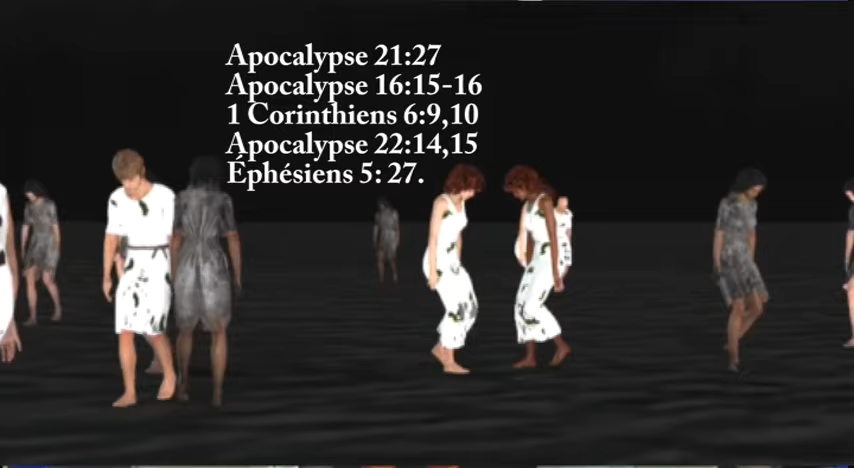 Apocalypse 21:27
Apocalypse 16:15-16
1 Corinthiens 6:9,10
Apocalypse 22:14,15
Éphésiens 5: 27.